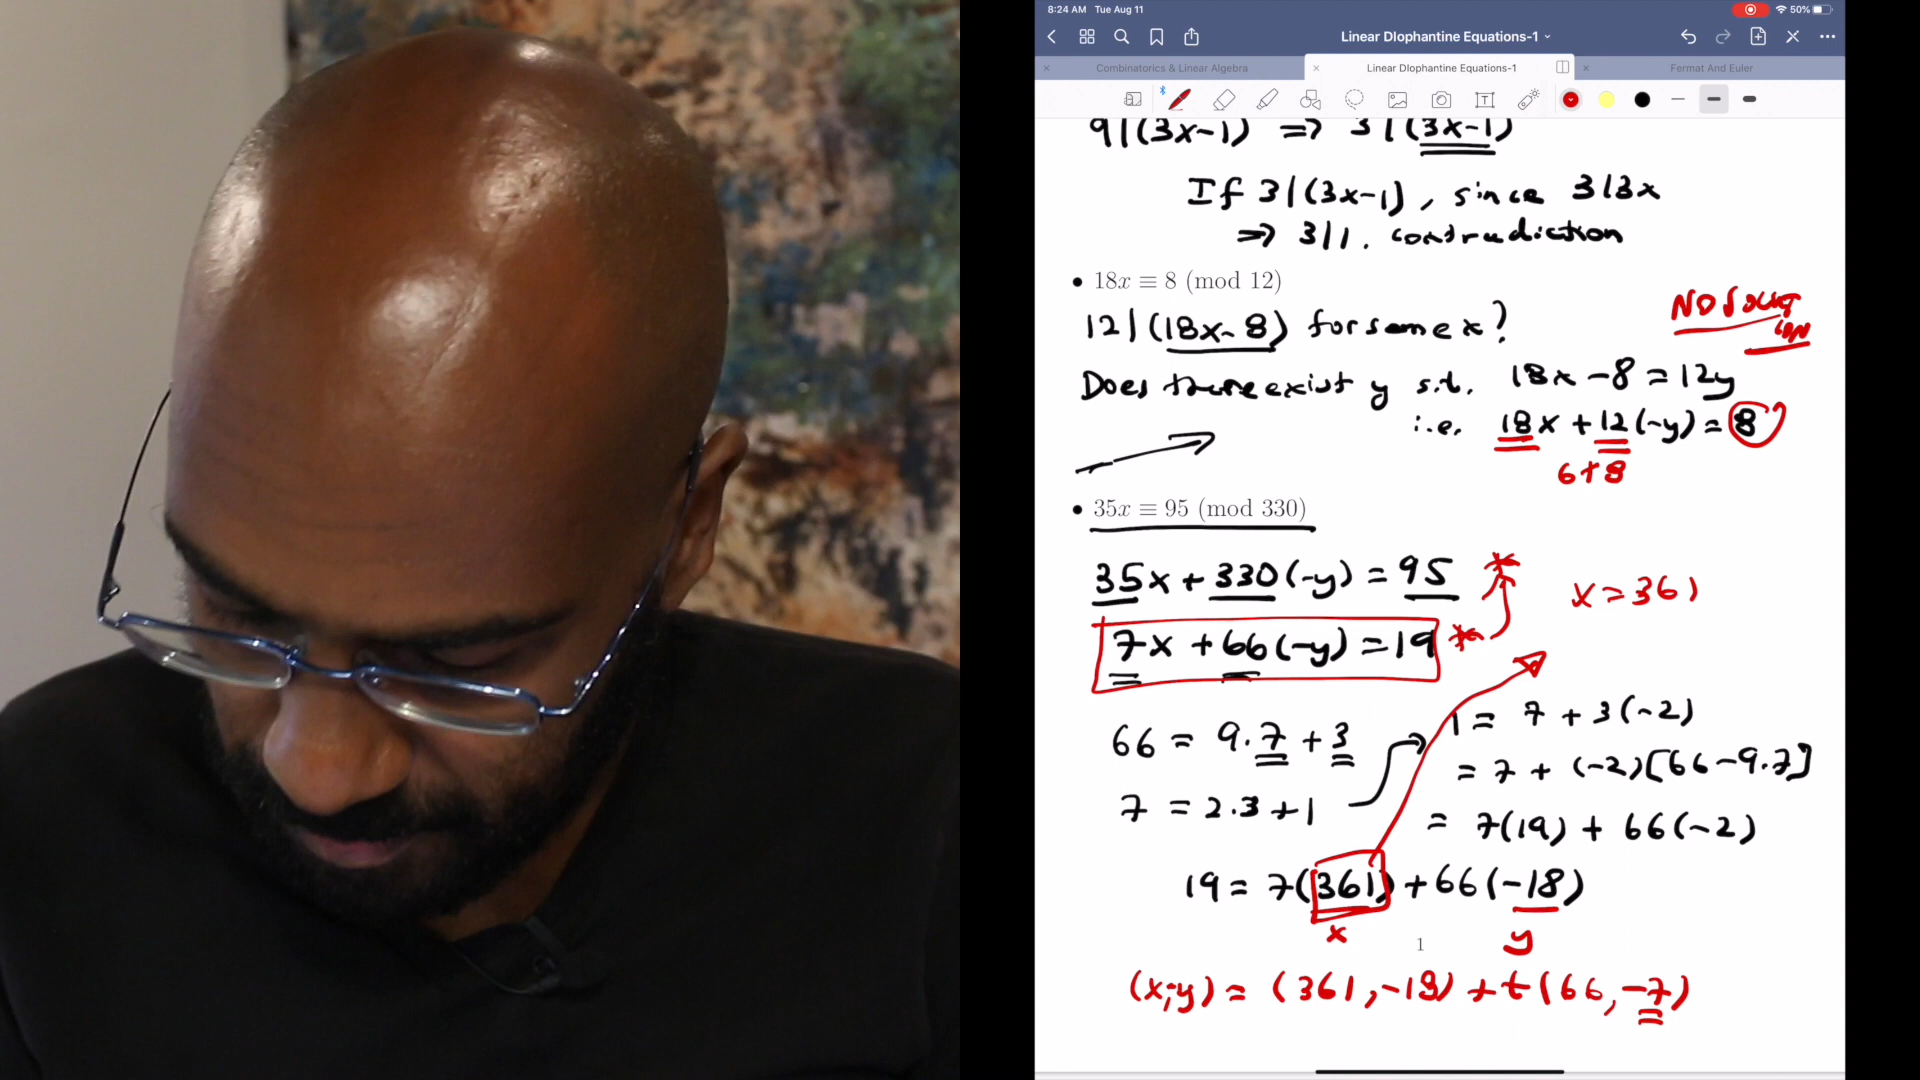 8:24 AM Tue Aug 11
50%
Linear DIophantine Equations-1
Combinatorics & Linear Algebra
Linear DIophantine Equations-1
Fermat And Euler
9|(3x-1) => 3|(3x-1)
If 3|(3x-1), since 3|3x
=> 3|1. contradiction
• 18x ≡ 8 (mod 12)
12|(18x-8) for some x?
NO Solut
ion
Does there exist y s.t. 18x-8=12y
i.e. 18x+12(-y)=8
6∤8
• 35x ≡ 95 (mod 330)
35x+330(-y)=95 *
x=361
7x+66(-y)=19 *
1= 7+3(-2)
66 = 9.7+3
= 7+(-2)[66-9.7]
7 = 2.3+1
= 7(19)+66(-2)
19=7(361)+66(-18)
x y
1
(x,-y)=(361,-18)+t(66,-7)